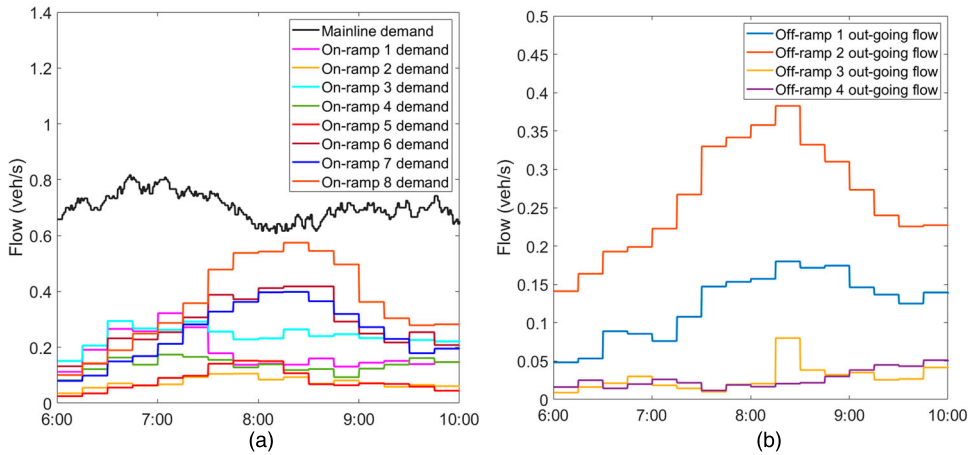 1.4
1.2
1
0.8
0.6
0.4
0.2
0
Flow (veh/s)
6:00
7:00
8:00
9:00
10:00
Mainline demand
On-ramp 1 demand
On-ramp 2 demand
On-ramp 3 demand
On-ramp 4 demand
On-ramp 5 demand
On-ramp 6 demand
On-ramp 7 demand
On-ramp 8 demand
(a)
0.5
0.45
0.4
0.35
0.3
0.25
0.2
0.15
0.1
0.05
0
Flow (veh/s)
6:00
7:00
8:00
9:00
10:00
Off-ramp 1 out-going flow
Off-ramp 2 out-going flow
Off-ramp 3 out-going flow
Off-ramp 4 out-going flow
(b)